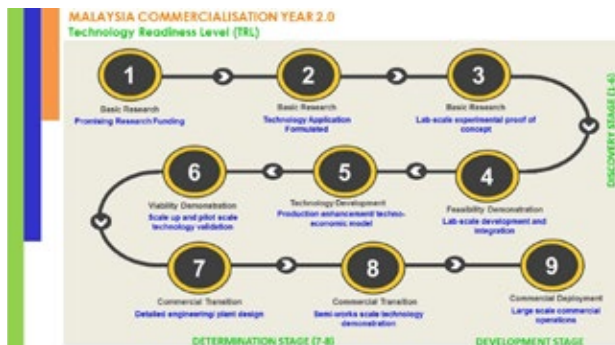 MALAYSIA COMMERCIALISATION YEAR 2.0
Technology Readiness Level (TRL)
1
Basic Research
Promising Research Funding
2
Basic Research
Technology Application
Formulated
3
Basic Research
Lab-scale experimental proof of
concept
DISCOVERY STAGE (1-6)
4
Feasibility Demonstration
Lab-scale development and
integration
5
Technology Development
Production enhancement/ techno-
economic model
6
Viability Demonstration
Scale up and pilot scale
technology validation
7
Commercial Transition
Detailed engineering/ plant design
8
Commercial Transition
Semi-works scale technology
demonstration
9
Commercial Deployment
Large scale commercial
operations
DETERMINATION STAGE (7-8)
DEVELOPMENT STAGE